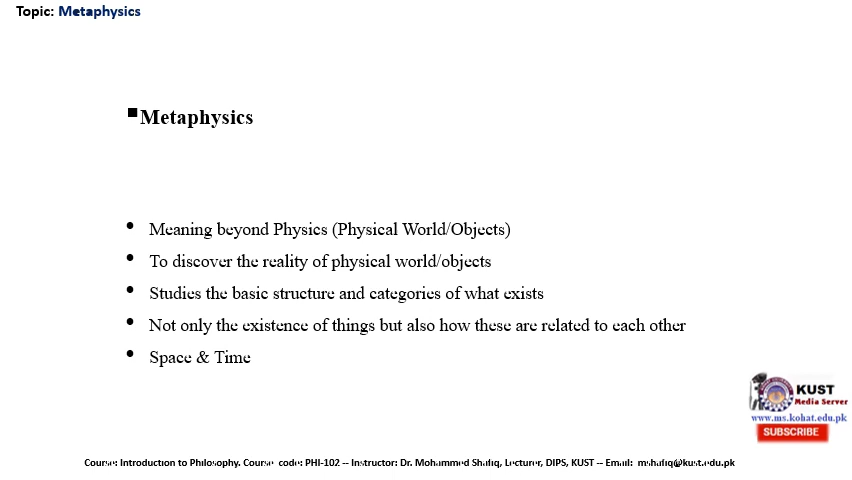 Topic: Metaphysics
▪Metaphysics
• Meaning beyond Physics (Physical World/Objects)
• To discover the reality of physical world/objects
• Studies the basic structure and categories of what exists
• Not only the existence of things but also how these are related to each other
• Space & Time
KUST
Media Server
www.ms.kohat.edu.pk
SUBSCRIBE
Course: Introduction to Philosophy. Course code: PHI-102 -- Instructor: Dr. Mohammed Shafiq, Lecturer, DIPS, KUST -- Email: mshafiq@kust.edu.pk